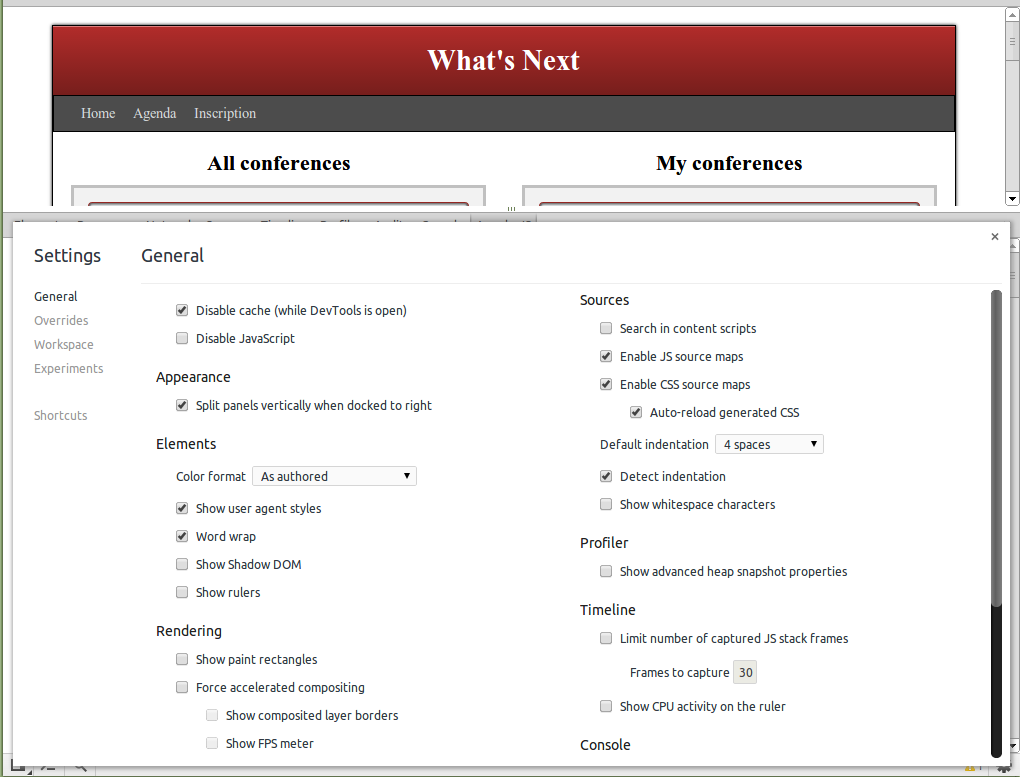 What's Next
Home Agenda Inscription
All conferences
My conferences
Settings
General
Overrides
Workspace
Experiments
Shortcuts
General
Disable cache (while DevTools is open)
Disable JavaScript
Appearance
Split panels vertically when docked to right
Elements
Color format As authored
Show user agent styles
Word wrap
Show Shadow DOM
Show rulers
Rendering
Show paint rectangles
Force accelerated compositing
Show composited layer borders
Show FPS meter
Sources
Search in content scripts
Enable JS source maps
Enable CSS source maps
Auto-reload generated CSS
Default indentation 4 spaces
Detect indentation
Show whitespace characters
Profiler
Show advanced heap snapshot properties
Timeline
Limit number of captured JS stack frames
Frames to capture 30
Show CPU activity on the ruler
Console